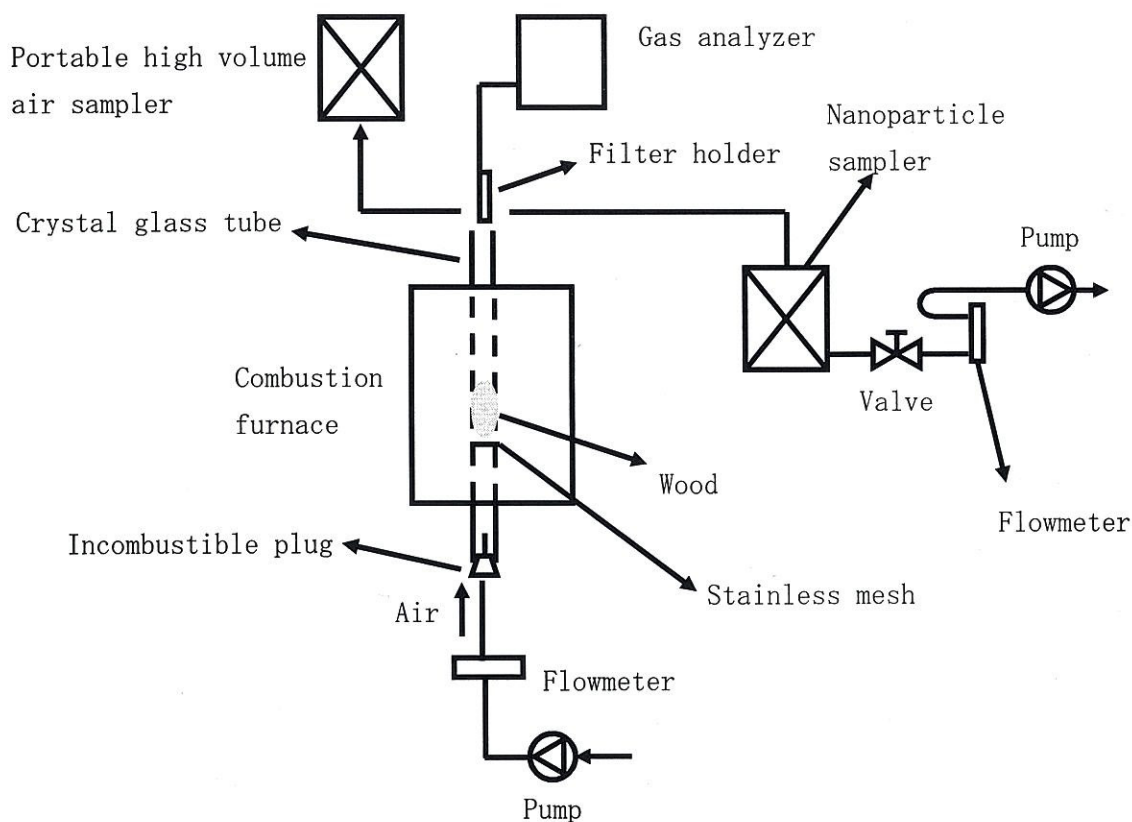 Portable high volume
air sampler
Gas analyzer
Nanoparticle
sampler
Filter holder
Crystal glass tube
Pump
Combustion
furnace
Valve
Wood
Flowmeter
Incombustible plug
Stainless mesh
Air
Flowmeter
Pump